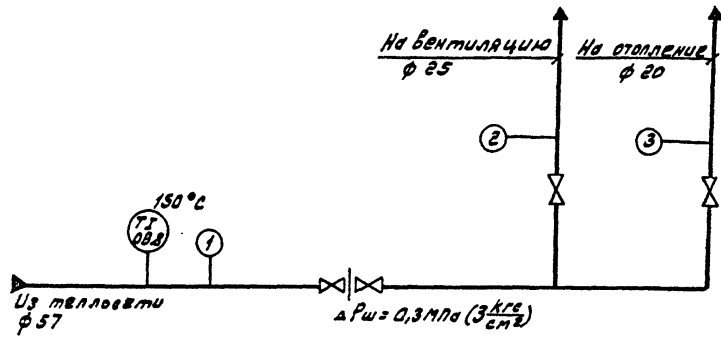 На вентиляцию
ф 25
На отопление
ф 20
2
3
150°С
TI
08.8
1
Из теплосети
ф 57
ΔPш = 0,3 МПа (3 кгс/см²)